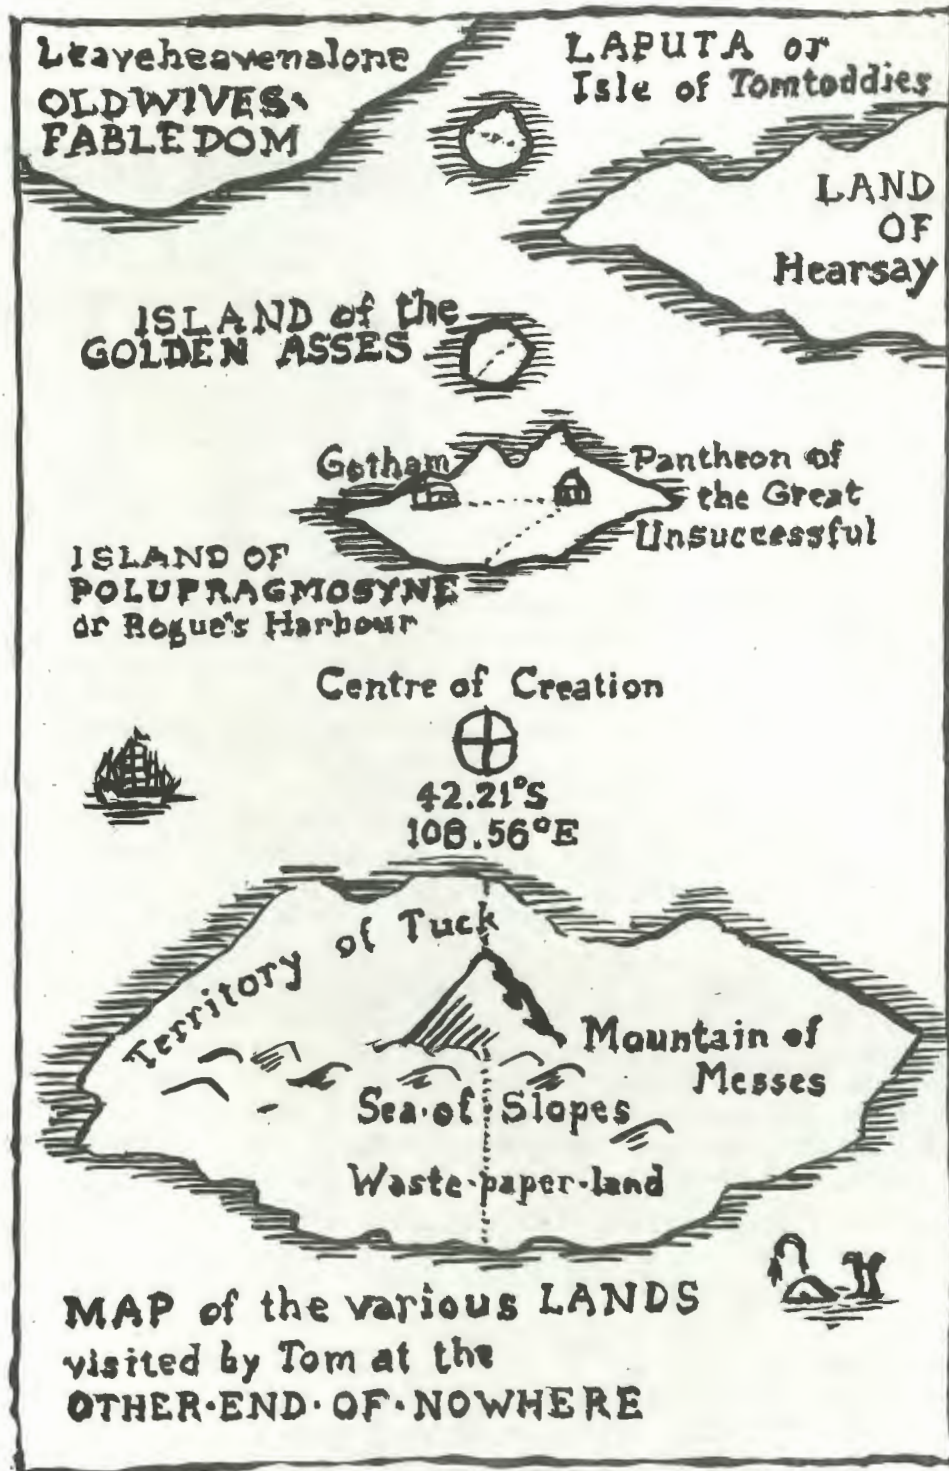 Leaveheavenalone
OLDWIVES·
FABLEDOM
LAPUTA or
Isle of Tomtoddies
LAND
OF
Hearsay
ISLAND of the
GOLDEN ASSES
Gotham
Pantheon of
the Great
Unsuccessful
ISLAND OF
POLUPRAGMOSYNE
or Rogue's Harbour
Centre of Creation
42.21°S
108.56°E
Territory of Tuck
Mountain of
Messes
Sea·of·Slopes
Waste·paper·land
MAP of the various LANDS
visited by Tom at the
OTHER·END·OF·NOWHERE